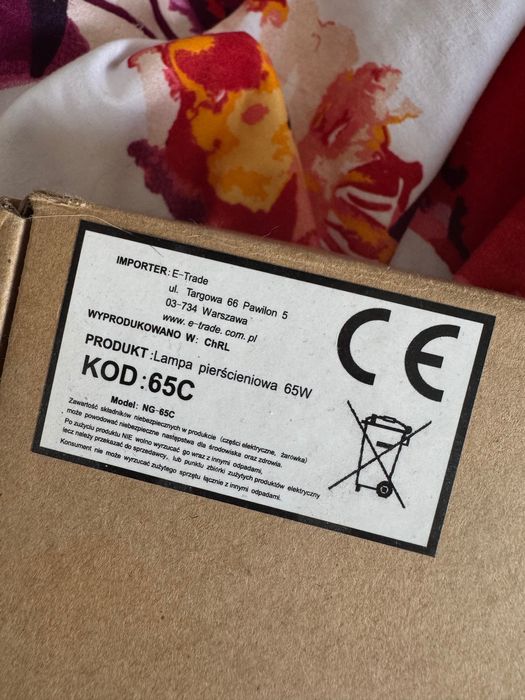 IMPORTER: E-Trade
ul. Targowa 66 Pawilon 5
03-734 Warszawa
www. e-trade. com. pl
WYPRODUKOWANO W: ChRL
PRODUKT:Lampa pierścieniowa 65W
KOD:65C
Model: NG-65C
Zawartość składników niebezpiecznych w produkcie (części elektryczne, żarówka)
może powodować niebezpieczne następstwa dla środowiska oraz zdrowia.
Po zużyciu produktu NIE wolno wyrzucać go wraz z innymi odpadami,
lecz należy przekazać do sprzedawcy, lub punktu zbiórki zużytych produktów elektryczny
Konsument nie może wyrzucać zużytego sprzętu łącznie z innymi odpadami.
CE